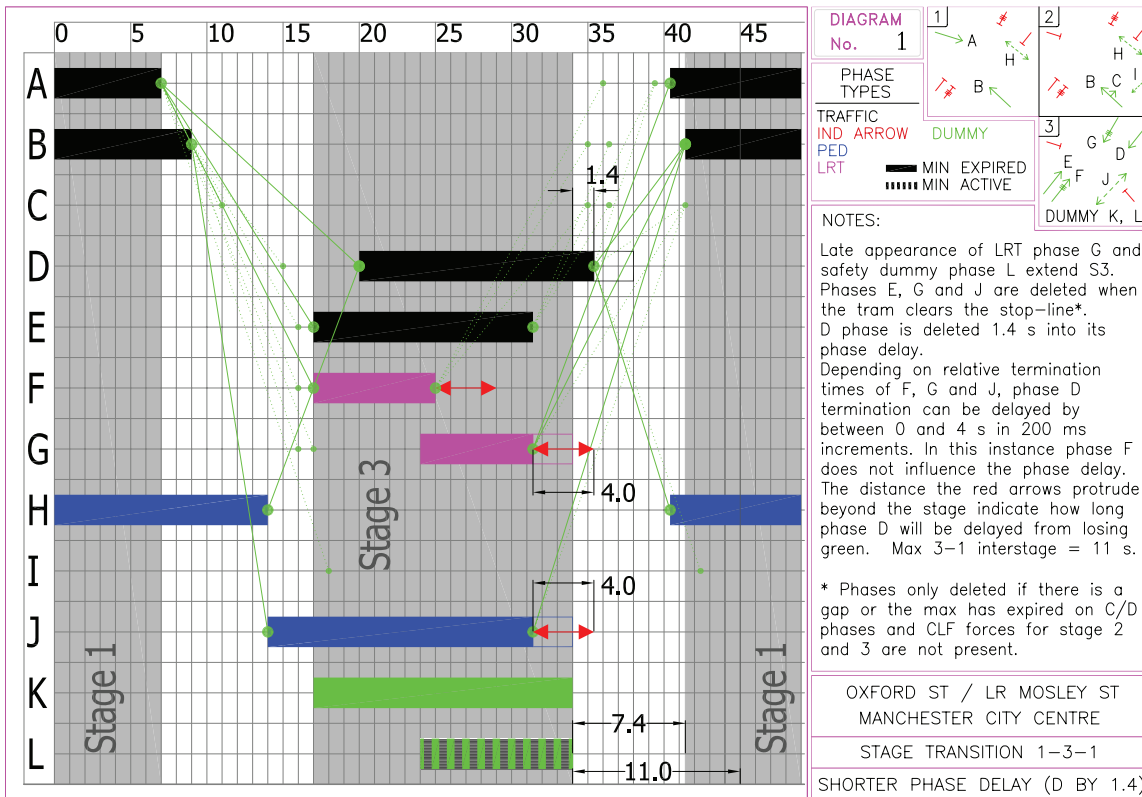 0 5 10 15 20 25 30 35 40 45
A
B
C
D
E
F
G
H
I
J
K
L
Stage 1
Stage 3
Stage 1
1.4
4.0
4.0
7.4
11.0
DIAGRAM
No. 1
PHASE
TYPES
TRAFFIC
IND ARROW DUMMY
PED
LRT
MIN EXPIRED
MIN ACTIVE
1
A
H
B
2
H
I
B C
3
G
D
E
F
J
DUMMY K, L
NOTES:
Late appearance of LRT phase G and
safety dummy phase L extend S3.
Phases E, G and J are deleted when
the tram clears the stop-line*.
D phase is deleted 1.4 s into its
phase delay.
Depending on relative termination
times of F, G and J, phase D
termination can be delayed by
between 0 and 4 s in 200 ms
increments. In this instance phase F
does not influence the phase delay.
The distance the red arrows protrude
beyond the stage indicate how long
phase D will be delayed from losing
green. Max 3-1 interstage = 11 s.
* Phases only deleted if there is a
gap or the max has expired on C/D
phases and CLF forces for stage 2
and 3 are not present.
OXFORD ST / LR MOSLEY ST
MANCHESTER CITY CENTRE
STAGE TRANSITION 1-3-1
SHORTER PHASE DELAY (D BY 1.4)